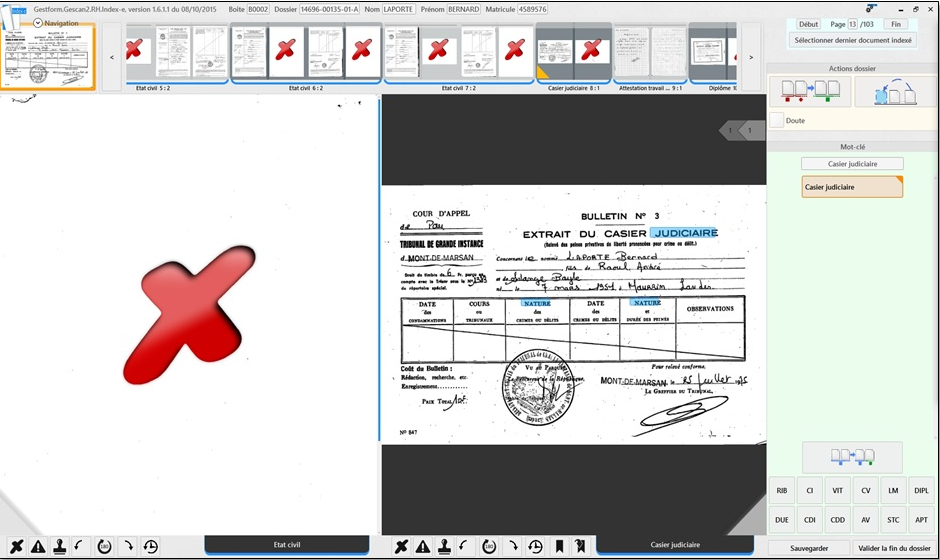 Gestform.Gescan2.RH.Index-e, version 1.6.1.1 du 08/10/2015 Boite B0002 Dossier 14696-00135-01-A Nom LAPORTE Prénom BERNARD Matricule 4589576
Navigation
Début Page 13 /103 Fin
Sélectionner dernier document indexé
< >
Etat civil 5 : 2 Etat civil 6 : 2 Etat civil 7 : 2 Casier judiciaire 8 : 1 Attestation travail ... 9 : 1 Diplôme
Actions dossier
Doute
Mot-clé
Casier judiciaire
Casier judiciaire
1 1
COUR D'APPEL
de Pau
TRIBUNAL DE GRANDE INSTANCE
d. MONT-DE-MARSAN
Droit de timbre de 6 Fr. perçu en
compte avec le Trésor sous le n°
du répertoire spécial.
BULLETIN N° 3
EXTRAIT DU CASIER JUDICIAIRE
(Relevé des peines privatives de liberté prononcées pour crime ou délit.)
Concernant le nommé LAPORTE Bernard
fils de Raoul, André
et de Solange
et le 7 mars 1951 à
DATE des CONDAMNATIONS
COURS ou TRIBUNAUX
NATURE des CRIMES OU DÉLITS
DATE des CRIMES OU DÉLITS
NATURE et DURÉE DES PEINES
OBSERVATIONS
Coût du Bulletin :
Rédaction, recherche, etc.
Enregistrement
PRIX TOTAL
N° 847
Vu au Parquet
Le Procureur de la République,
Pour relevé conforme,
MONT-DE-MARSAN, le 25 juillet 1975
LE GREFFIER DU TRIBUNAL,
RIB CI VIT CV LM DIPL
DUE CDI CDD AV STC APT
180 Etat civil 180 Casier judiciaire
Sauvegarder Valider la fin du dossier